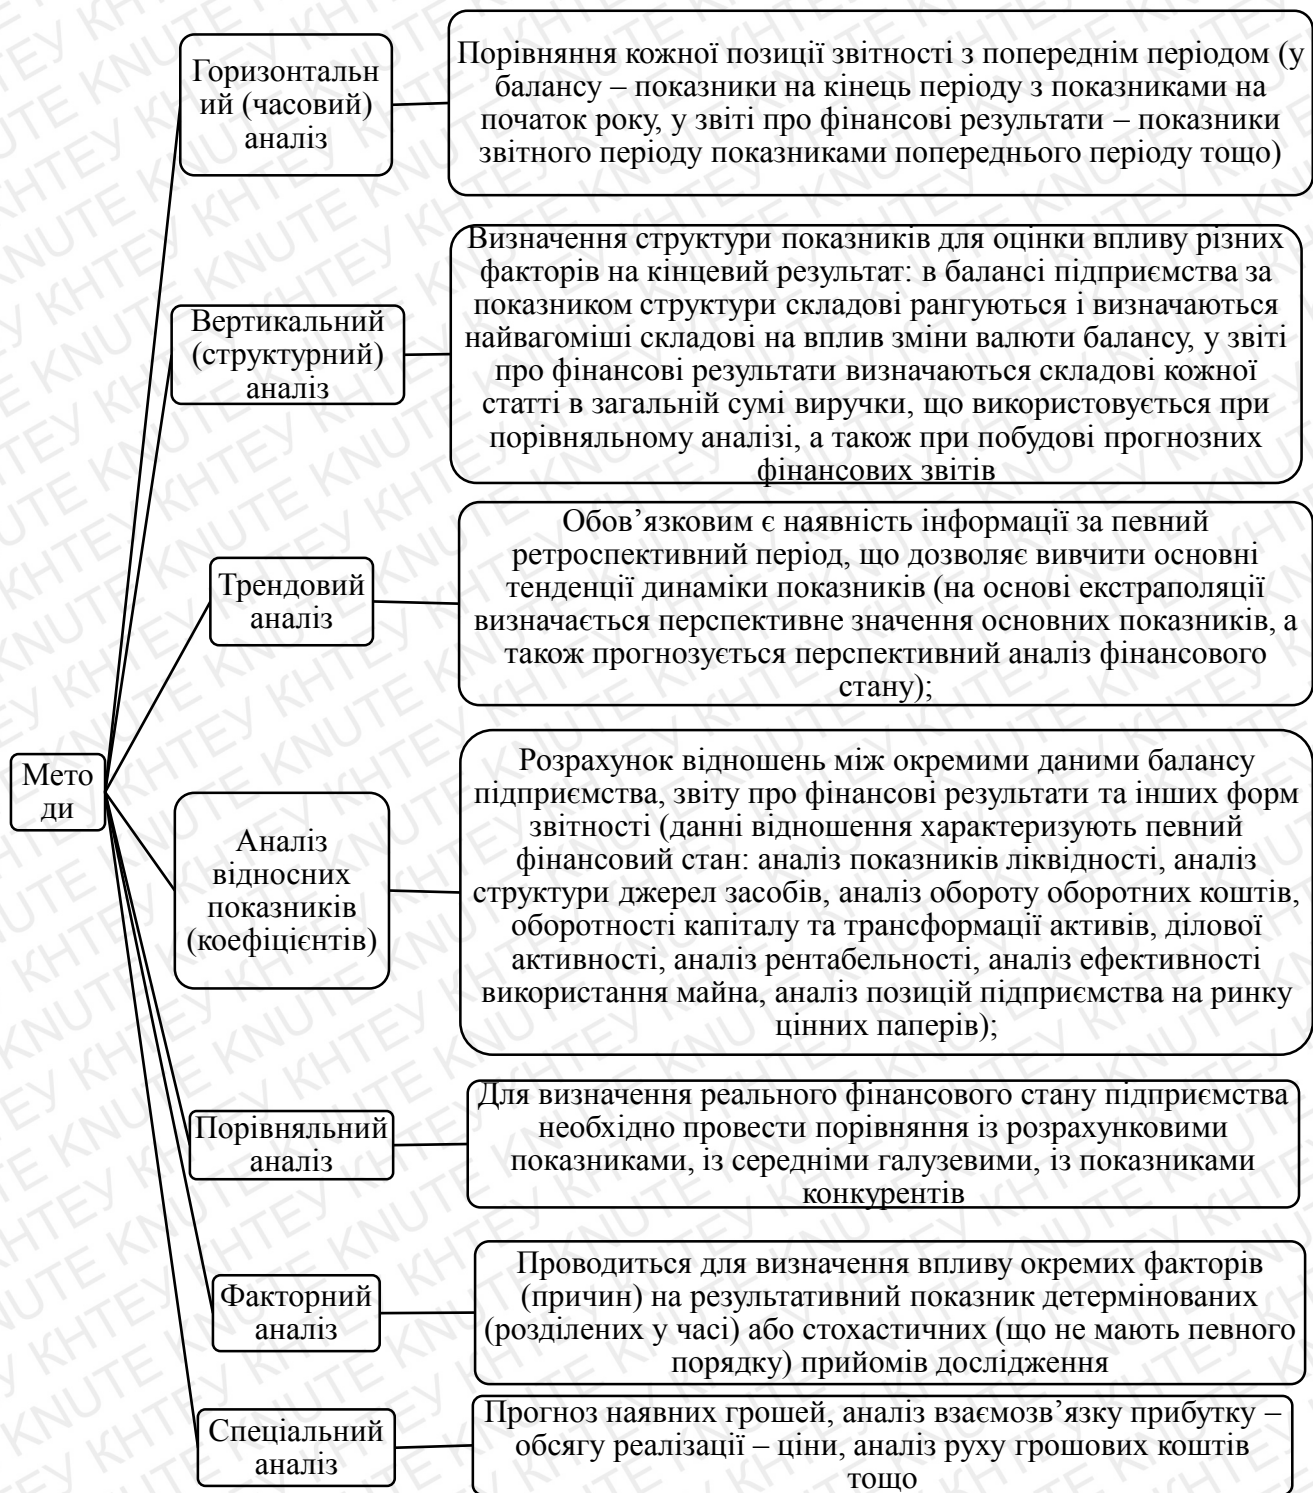 Методи
Горизонтальн
ий (часовий)
аналіз
Порівняння кожної позиції звітності з попереднім періодом (у
балансу – показники на кінець періоду з показниками на
початок року, у звіті про фінансові результати – показники
звітного періоду показниками попереднього періоду тощо)
Вертикальний
(структурний)
аналіз
Визначення структури показників для оцінки впливу різних
факторів на кінцевий результат: в балансі підприємства за
показником структури складові рангуються і визначаються
найвагоміші складові на вплив зміни валюти балансу, у звіті
про фінансові результати визначаються складові кожної
статті в загальній сумі виручки, що використовується при
порівняльному аналізі, а також при побудові прогнозних
фінансових звітів
Трендовий
аналіз
Обов’язковим є наявність інформації за певний
ретроспективний період, що дозволяє вивчити основні
тенденції динаміки показників (на основі екстраполяції
визначається перспективне значення основних показників, а
також прогнозується перспективний аналіз фінансового
стану);
Аналіз
відносних
показників
(коефіцієнтів)
Розрахунок відношень між окремими даними балансу
підприємства, звіту про фінансові результати та інших форм
звітності (данні відношення характеризують певний
фінансовий стан: аналіз показників ліквідності, аналіз
структури джерел засобів, аналіз обороту оборотних коштів,
оборотності капіталу та трансформації активів, ділової
активності, аналіз рентабельності, аналіз ефективності
використання майна, аналіз позицій підприємства на ринку
цінних паперів);
Порівняльний
аналіз
Для визначення реального фінансового стану підприємства
необхідно провести порівняння із розрахунковими
показниками, із середніми галузевими, із показниками
конкурентів
Факторний
аналіз
Проводиться для визначення впливу окремих факторів
(причин) на результативний показник детермінованих
(розділених у часі) або стохастичних (що не мають певного
порядку) прийомів дослідження
Спеціальний
аналіз
Прогноз наявних грошей, аналіз взаємозв’язку прибутку –
обсягу реалізації – ціни, аналіз руху грошових коштів
тощо